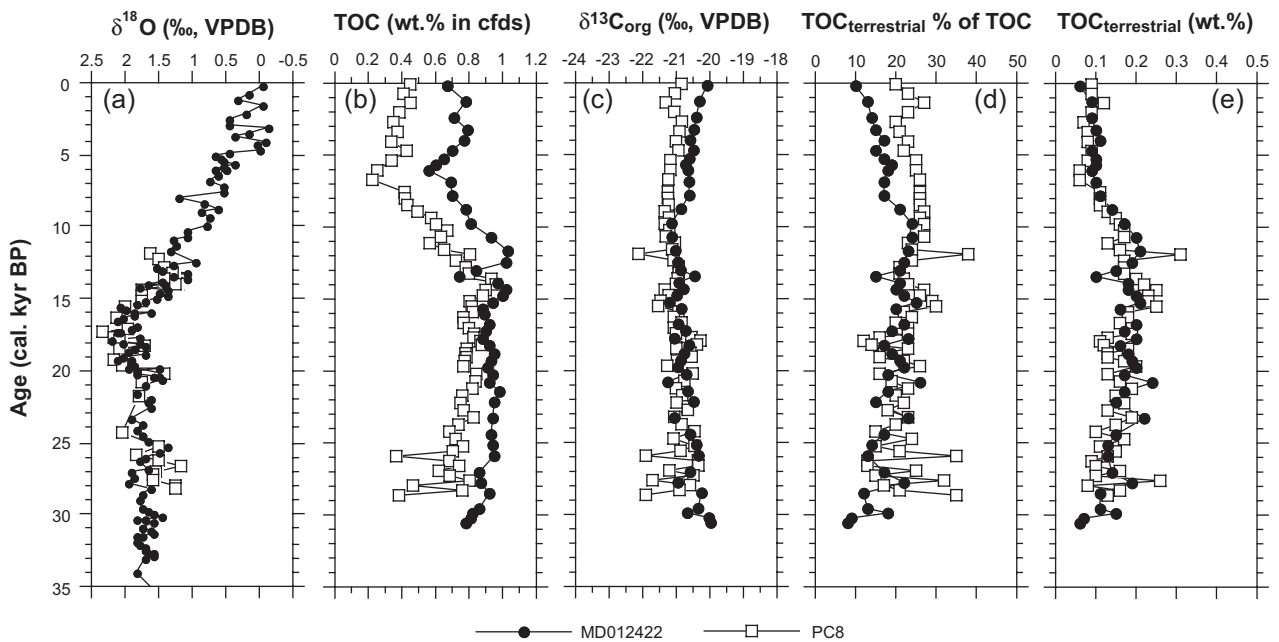 δ18O (‰, VPDB)
2.5 2 1.5 1 0.5 0 -0.5
(a)
TOC (wt.% in cfds)
0 0.2 0.4 0.6 0.8 1 1.2
(b)
δ13Corg (‰, VPDB)
-24 -23 -22 -21 -20 -19 -18
(c)
TOCterrestrial % of TOC
0 10 20 30 40 50
(d)
TOCterrestrial (wt.%)
0 0.1 0.2 0.3 0.4 0.5
(e)
Age (cal. kyr BP)
0
5
10
15
20
25
30
35
MD012422
PC8